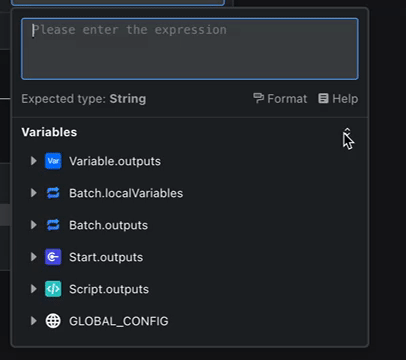 Please enter the expression
Expected type: String Format Help
Variables
Var Variable.outputs
Batch.localVariables
Batch.outputs
Start.outputs
</> Script.outputs
GLOBAL_CONFIG